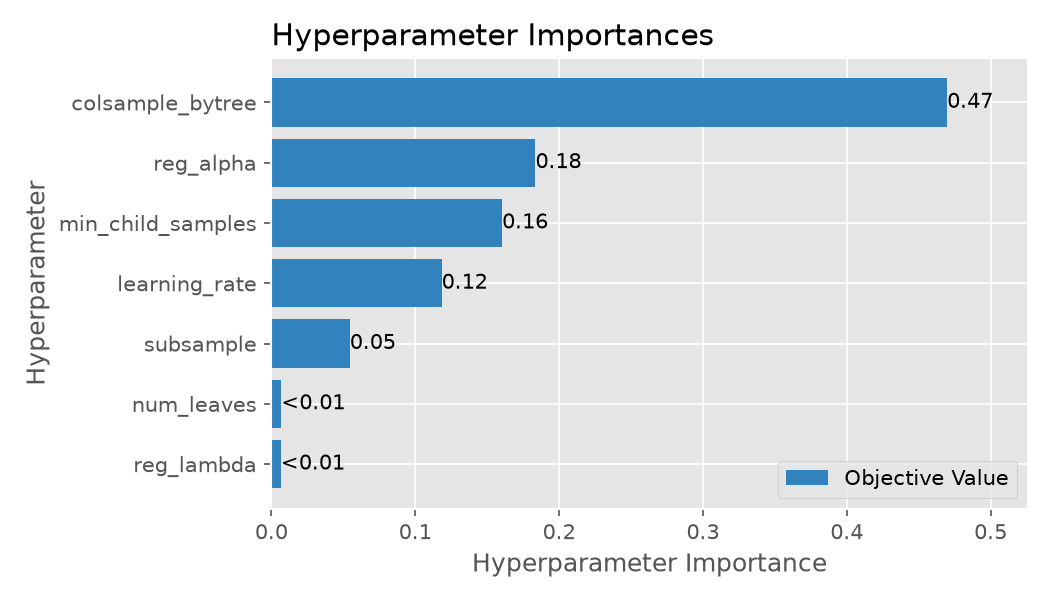 Hyperparameter Importances
Hyperparameter
colsample_bytree 0.47
reg_alpha 0.18
min_child_samples 0.16
learning_rate 0.12
subsample 0.05
num_leaves <0.01
reg_lambda <0.01
Objective Value
0.0 0.1 0.2 0.3 0.4 0.5
Hyperparameter Importance